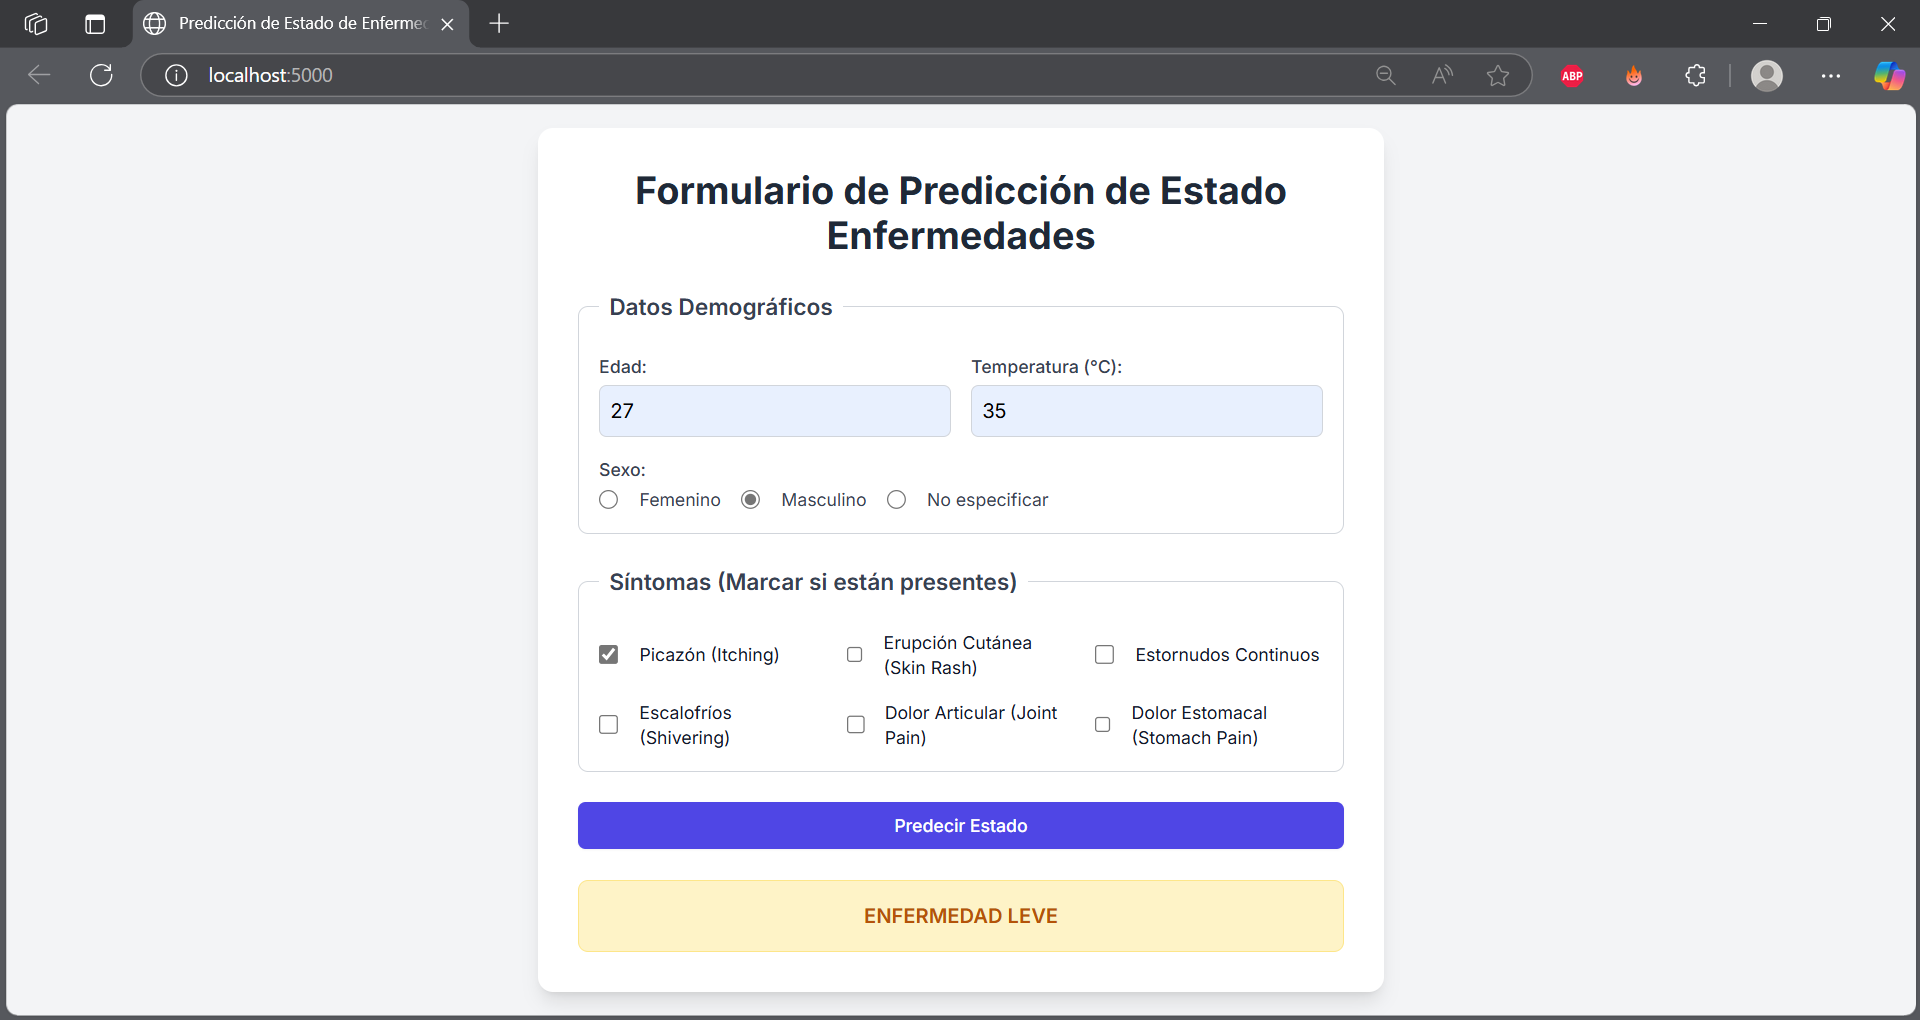 Predicción de Estado de Enfermec
localhost:5000
ABP
Formulario de Predicción de Estado
Enfermedades
Datos Demográficos
Edad:
Temperatura (°C):
27
35
Sexo:
Femenino
Masculino
No especificar
Síntomas (Marcar si están presentes)
Picazón (Itching)
Erupción Cutánea
(Skin Rash)
Estornudos Continuos
Escalofríos
(Shivering)
Dolor Articular (Joint
Pain)
Dolor Estomacal
(Stomach Pain)
Predecir Estado
ENFERMEDAD LEVE